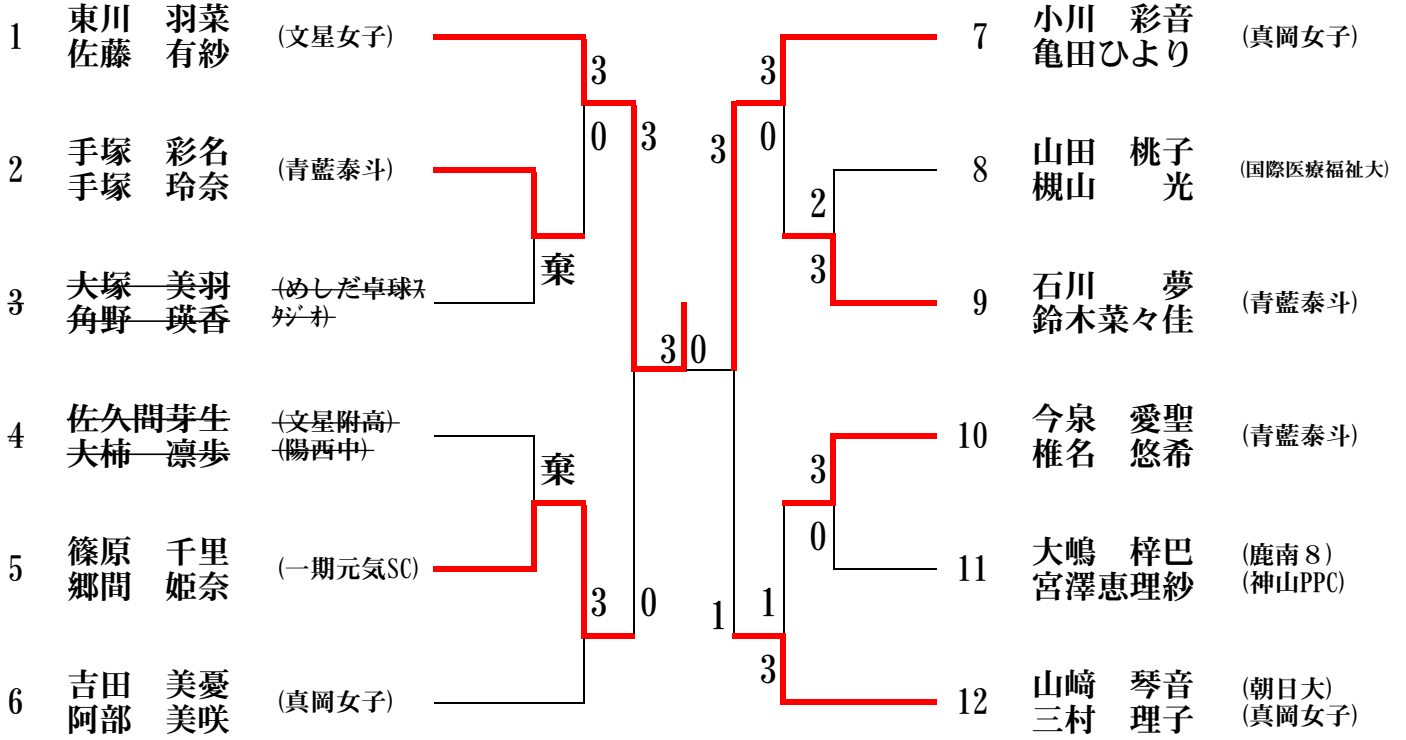 1
東川　羽菜
佐藤　有紗
(文星女子)
2
手塚　彩名
手塚　玲奈
(青藍泰斗)
3
大塚　美羽
角野　瑛香
(めしだ卓球ｽ
ﾀｼﾞｵ)
4
佐久間芽生
大柿　凛歩
(文星附高)
(陽西中)
5
篠原　千里
郷間　姫奈
(一期元気SC)
6
吉田　美憂
阿部　美咲
(真岡女子)
3
0
棄
3
棄
3
0
3 0
3
3
0
2
3
3
0
1
1
3
7
小川　彩音
亀田ひより
(真岡女子)
8
山田　桃子
槻山　　光
(国際医療福祉大)
9
石川　　夢
鈴木菜々佳
(青藍泰斗)
10
今泉　愛聖
椎名　悠希
(青藍泰斗)
11
大嶋　梓巴
宮澤恵理紗
(鹿南８)
(神山PPC)
12
山﨑　琴音
三村　理子
(朝日大)
(真岡女子)